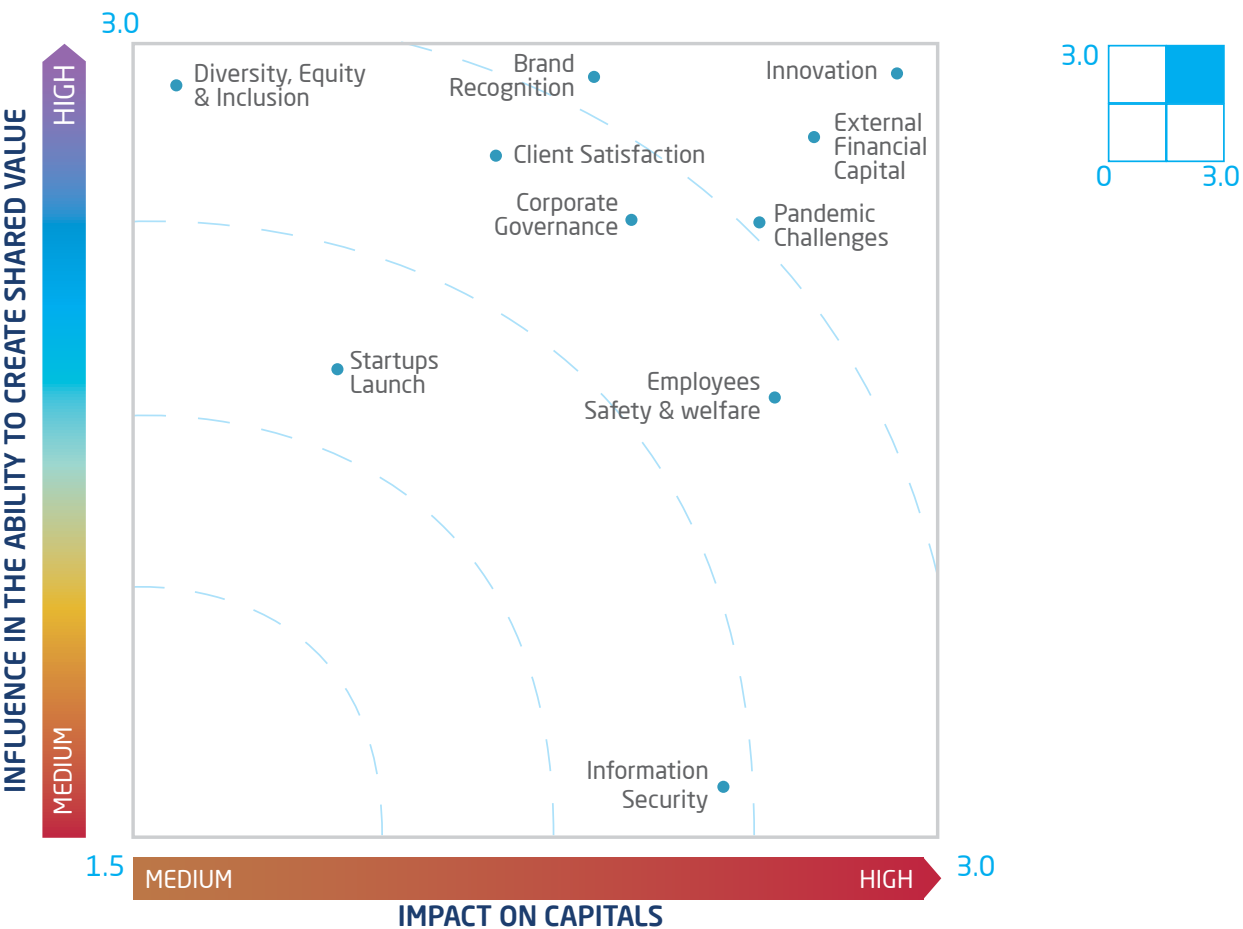 3.0
HIGH
INFLUENCE IN THE ABILITY TO CREATE SHARED VALUE
MEDIUM
Diversity, Equity
& Inclusion
Brand
Recognition
Innovation
External
Financial
Capital
Client Satisfaction
Corporate
Governance
Pandemic
Challenges
Startups
Launch
Employees
Safety & welfare
Information
Security
1.5
MEDIUM
HIGH
3.0
IMPACT ON CAPITALS
3.0
0
3.0